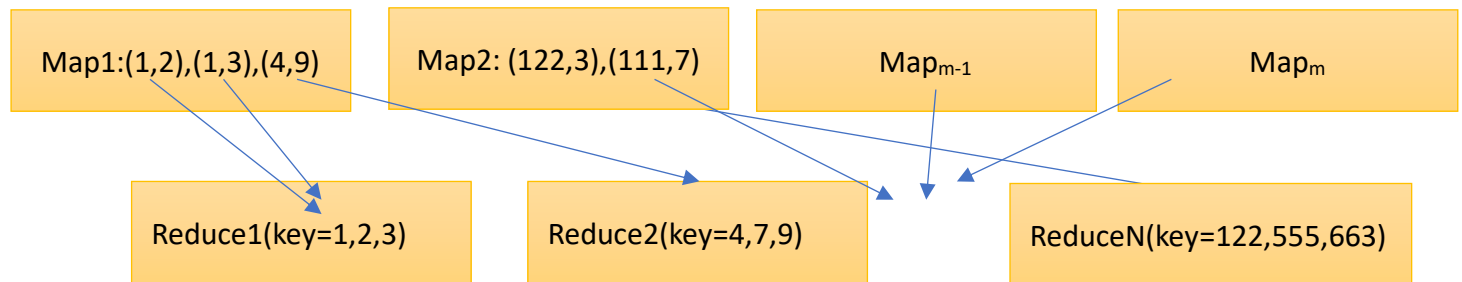 Map1:(1,2),(1,3),(4,9)
Map2: (122,3),(111,7)
Mapm-1
Mapm
Reduce1(key=1,2,3)
Reduce2(key=4,7,9)
ReduceN(key=122,555,663)